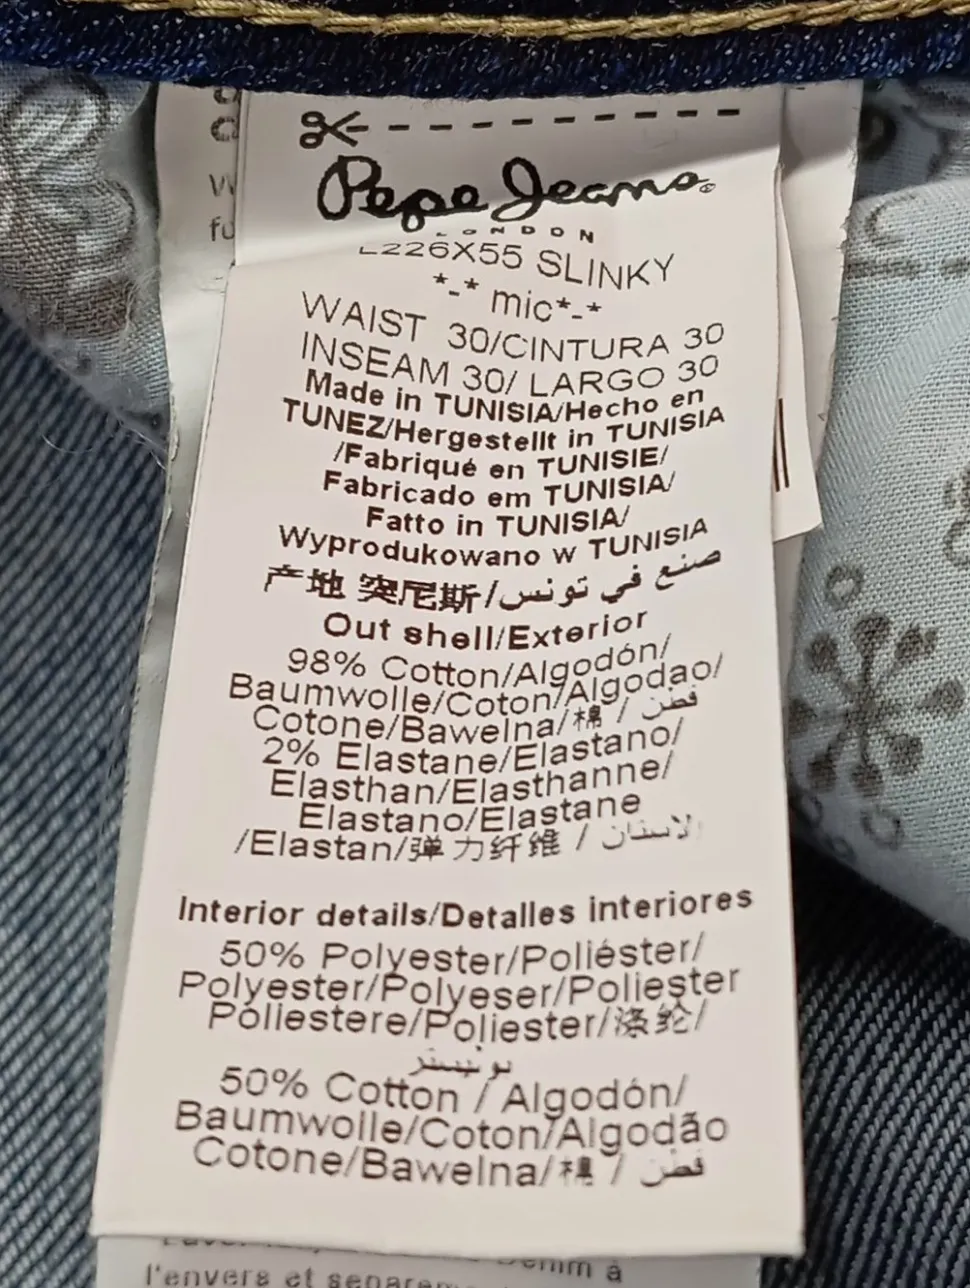 Pepe Jeans
LONDON
L226X55 SLINKY
*-* mic*-*
WAIST 30/CINTURA 30
INSEAM 30/ LARGO 30
Made in TUNISIA/Hecho en
TUNEZ/Hergestellt in TUNISIA
/Fabriqué en TUNISIE/
Fabricado em TUNISIA/
Fatto in TUNISIA/
Wyprodukowano w TUNISIA
产地 突尼斯/صنع في تونس
Out shell/Exterior
98% Cotton/Algodón/
Baumwolle/Coton/Algodao/
Cotone/Bawelna/棉 / قطن
2% Elastane/Elastano/
Elasthan/Elasthanne/
Elastano/Elastane
/Elastan/弹力纤维 /
Interior details/Detalles interiores
50% Polyester/Poliéster/
Polyester/Polyeser/Poliester
Poliestere/Poliester/涤纶/
50% Cotton / Algodón/
Baumwolle/Coton/Algodão
Cotone/Bawelna/棉 / قطن
l'envers et